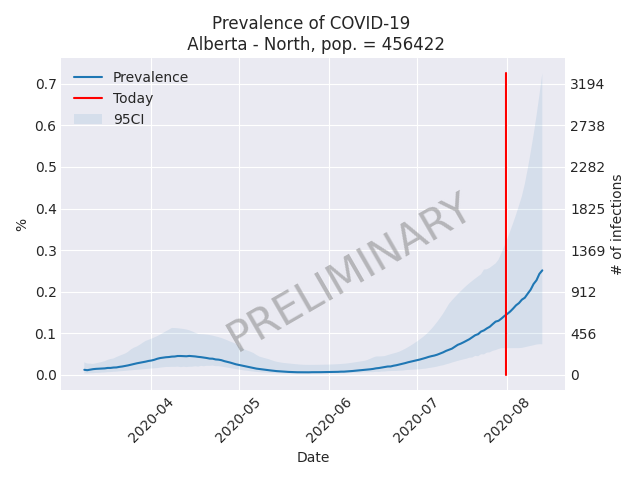 Prevalence of COVID-19
Alberta - North, pop. = 456422
Prevalence
Today
95CI
0.7
0.6
0.5
0.4
0.3
0.2
0.1
0.0
%
3194
2738
2282
1825
1369
912
456
0
# of infections
PRELIMINARY
2020-04
2020-05
2020-06
2020-07
2020-08
Date